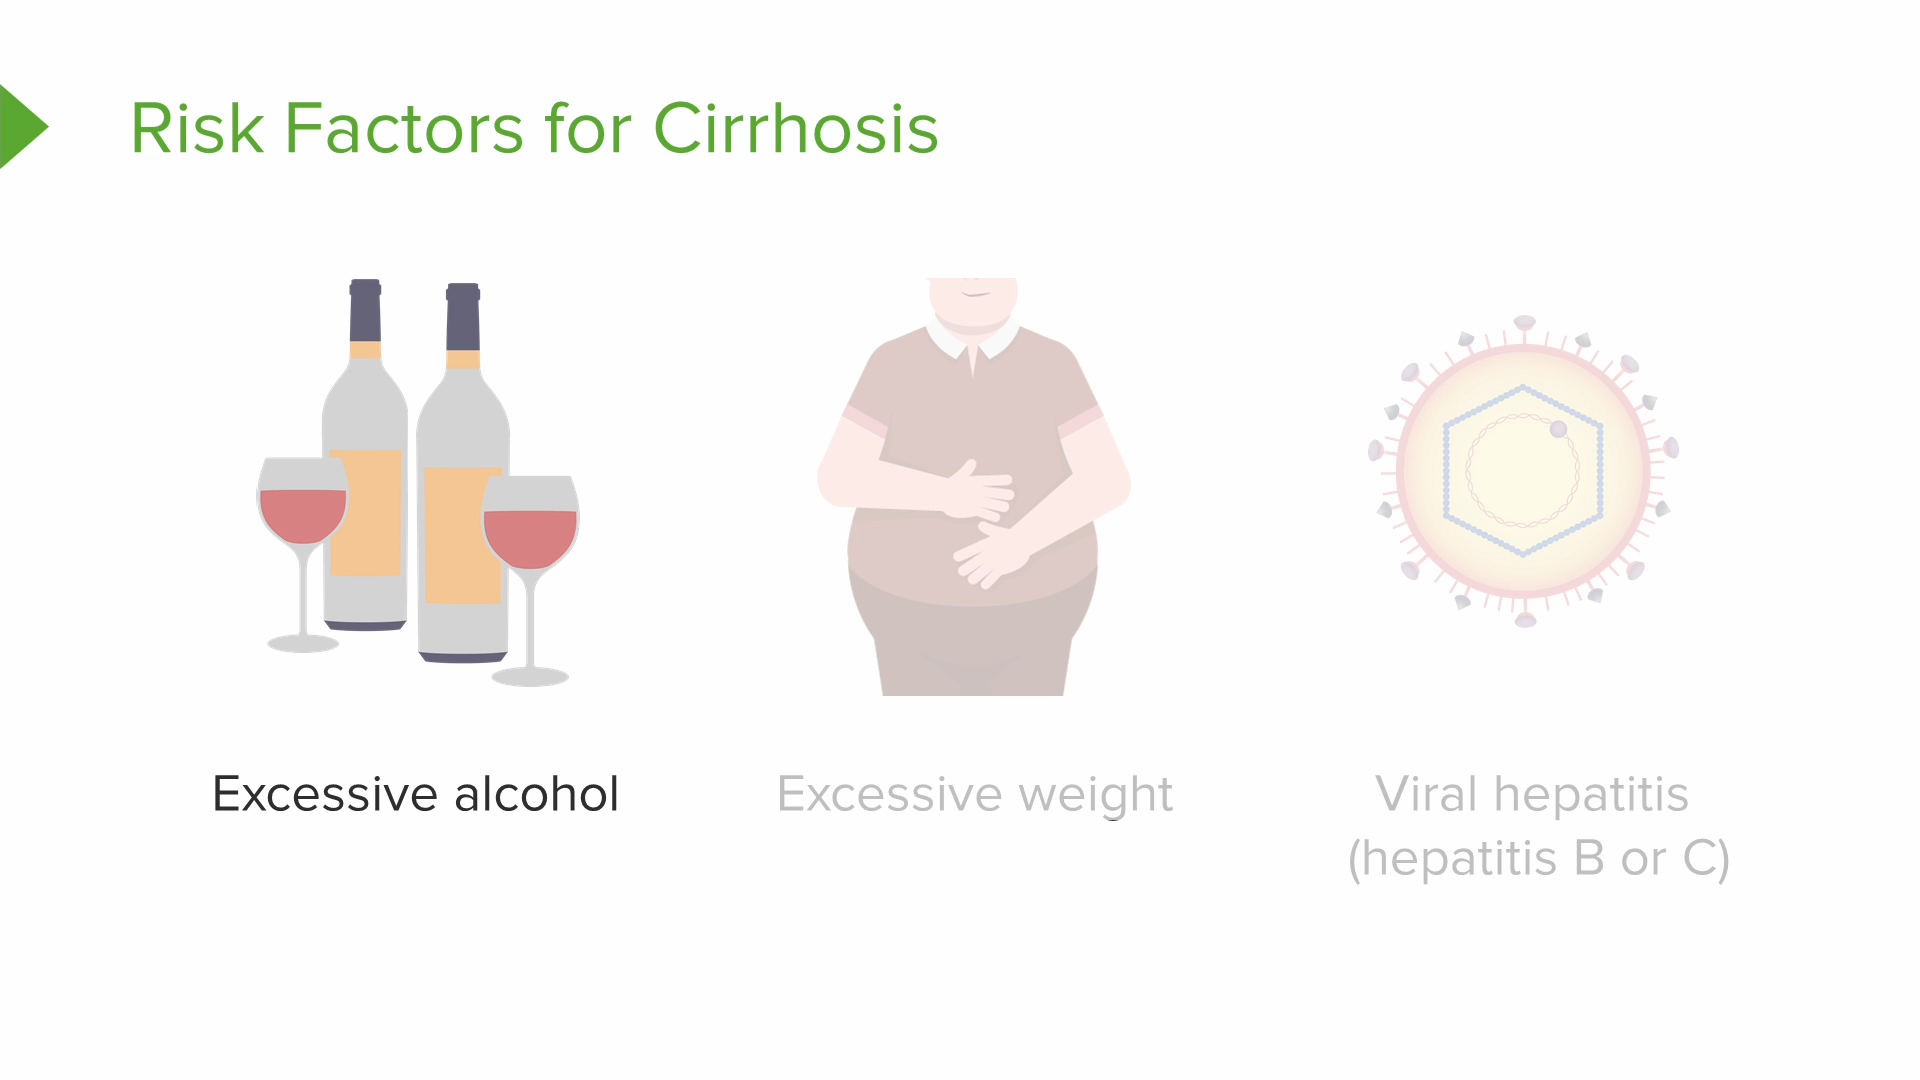 Risk Factors for Cirrhosis
Excessive alcohol
Excessive weight
Viral hepatitis
(hepatitis B or C)